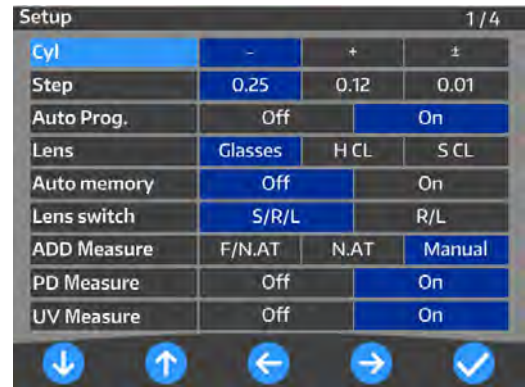 Setup 1/4
Cyl - + ±
Step 0.25 0.12 0.01
Auto Prog. Off On
Lens Glasses H CL S CL
Auto memory Off On
Lens switch S/R/L R/L
ADD Measure F/N.AT N.AT Manual
PD Measure Off On
UV Measure Off On